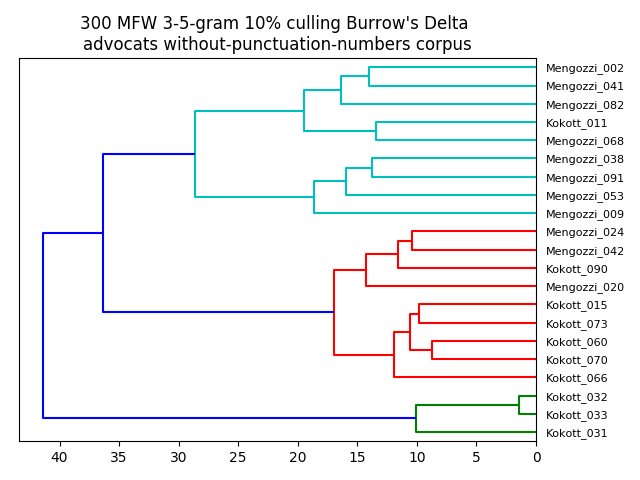 300 MFW 3-5-gram 10% culling Burrow's Delta
advocats without-punctuation-numbers corpus
Mengozzi_002
Mengozzi_041
Mengozzi_082
Kokott_011
Mengozzi_068
Mengozzi_038
Mengozzi_091
Mengozzi_053
Mengozzi_009
Mengozzi_024
Mengozzi_042
Kokott_090
Mengozzi_020
Kokott_015
Kokott_073
Kokott_060
Kokott_070
Kokott_066
Kokott_032
Kokott_033
Kokott_031
40 35 30 25 20 15 10 5 0